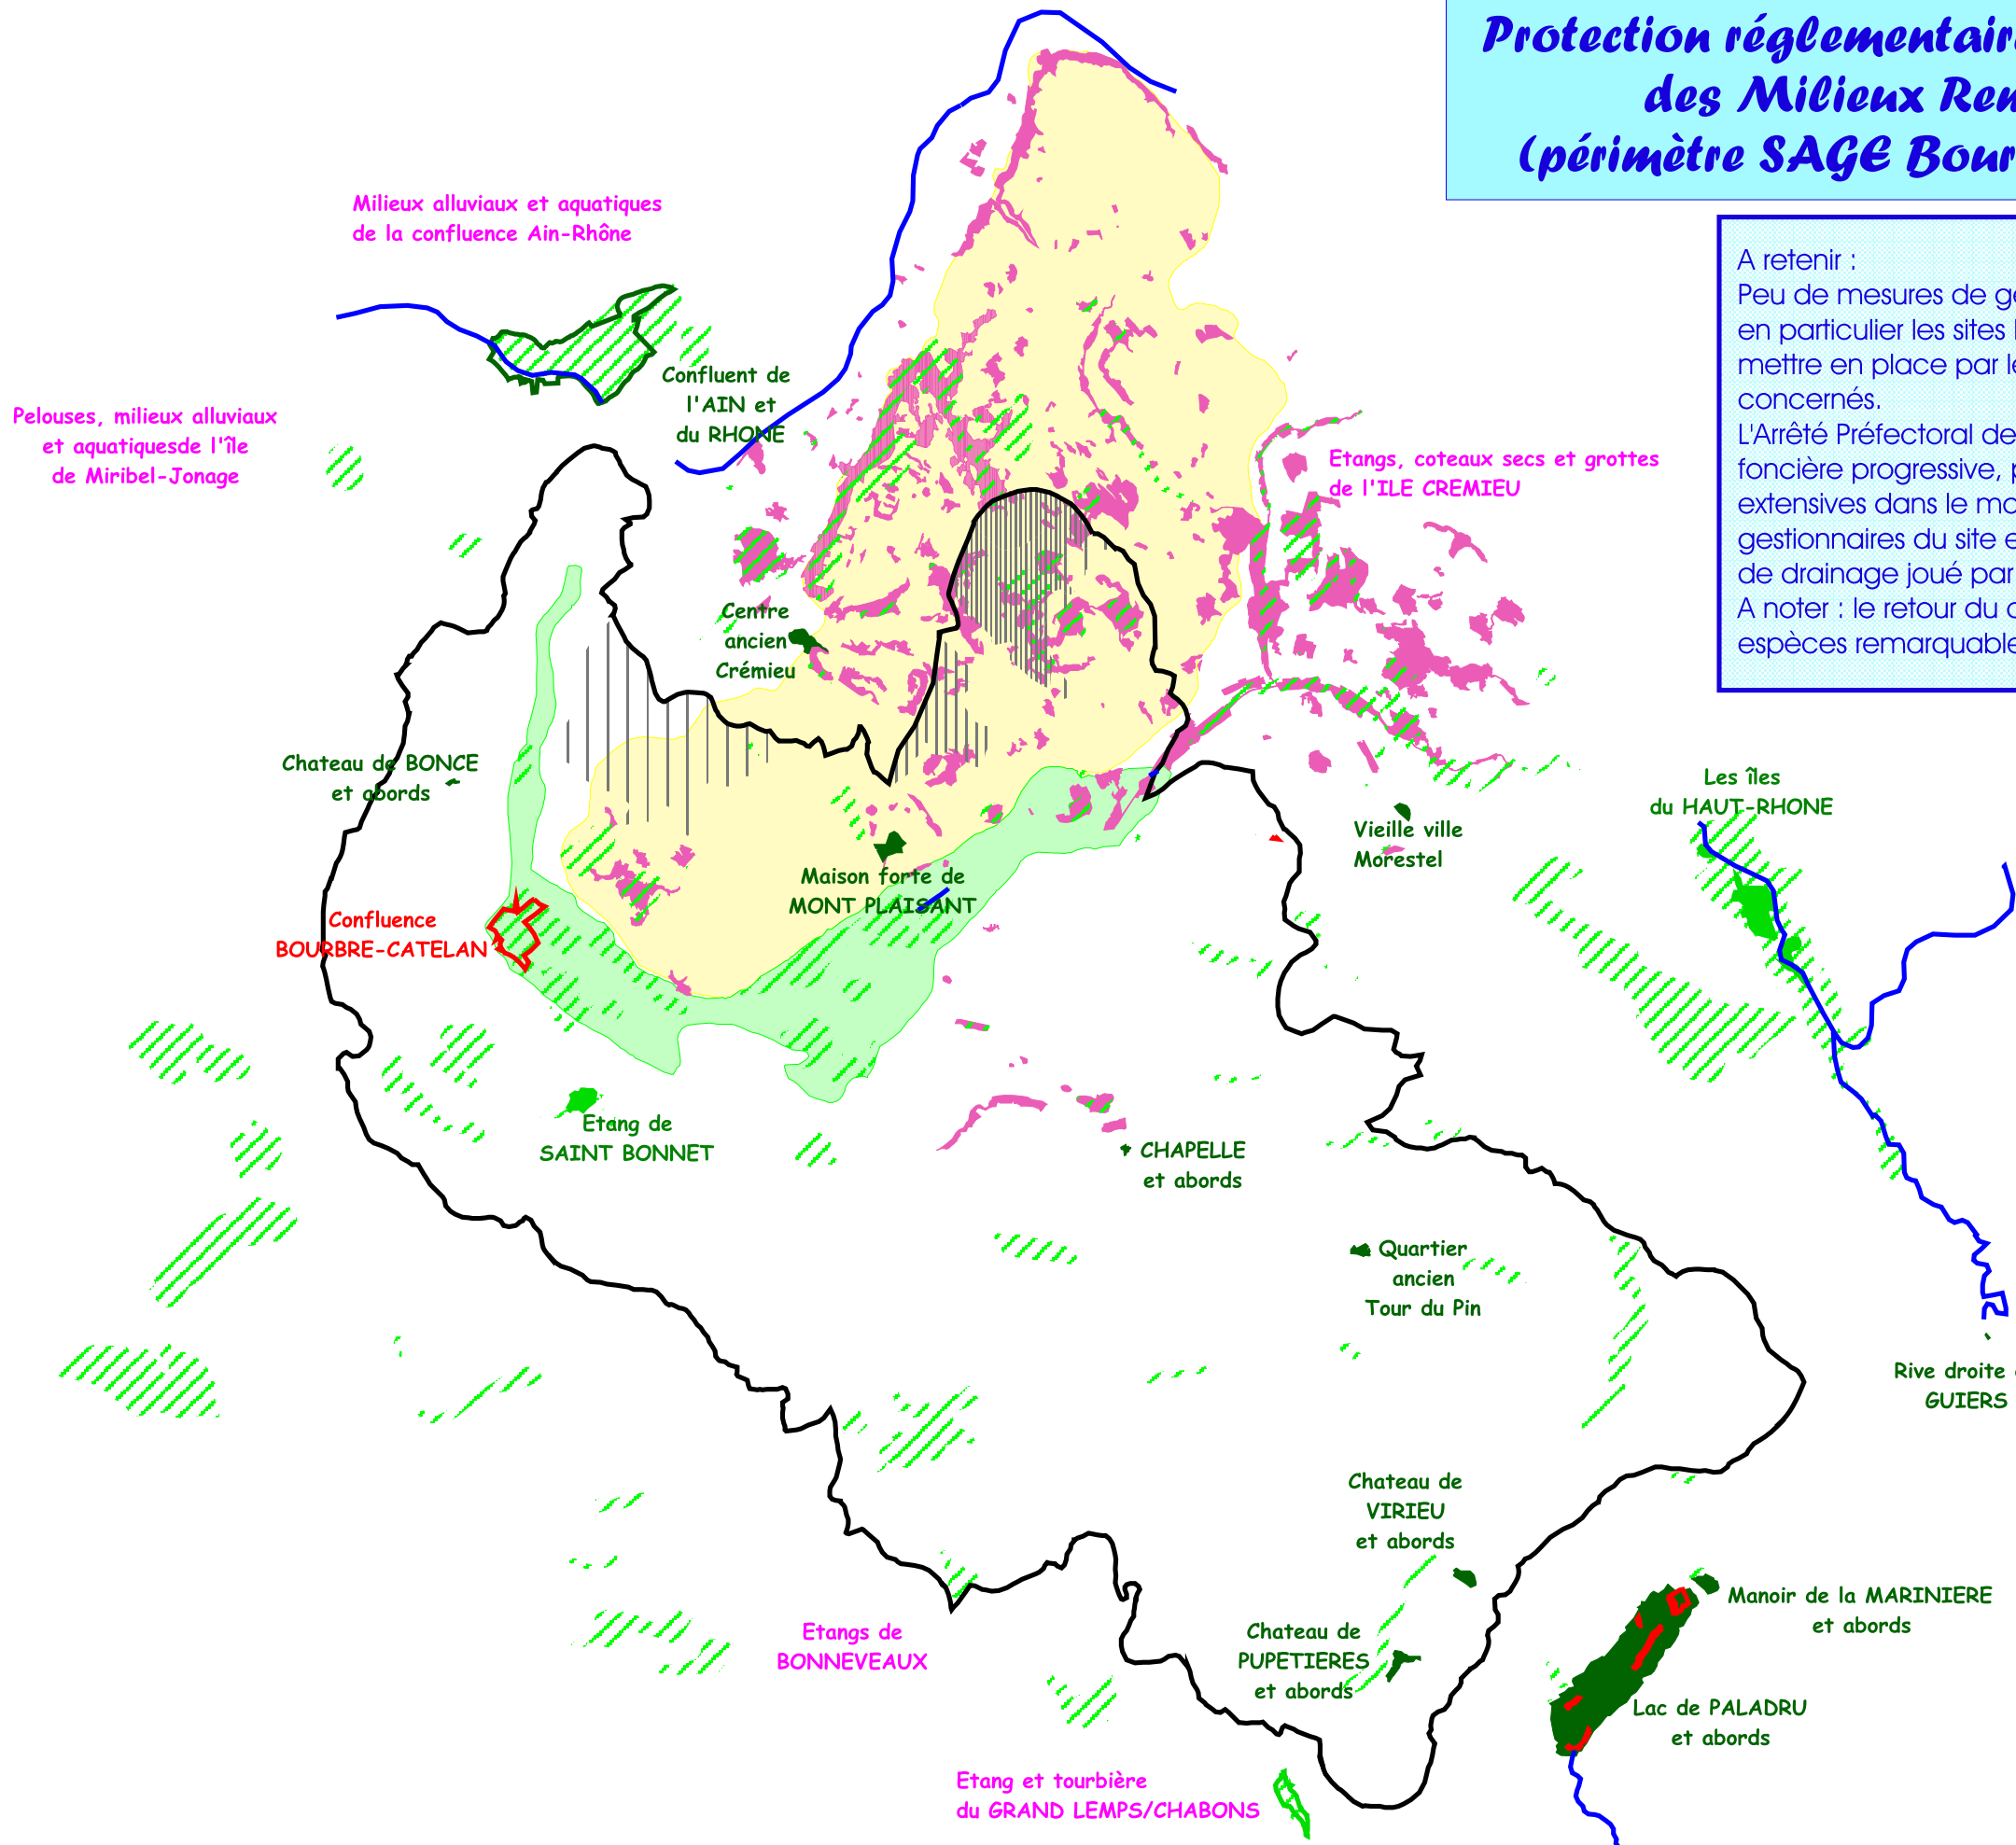 Protection réglementair
des Milieux Re
(périmètre SAGE Bour
A retenir :
Peu de mesures de g
en particulier les sites
mettre en place par l
concernés.
L'Arrêté Préfectoral de
foncière progressive, p
extensives dans le mo
gestionnaires du site e
de drainage joué par
A noter : le retour du
espèces remarquable
Milieux alluviaux et aquatiques
de la confluence Ain-Rhône
Confluent de
l'AIN et
du RHONE
Pelouses, milieux alluviaux
et aquatiquesde l'île
de Miribel-Jonage
Etangs, coteaux secs et grottes
de l'ILE CREMIEU
Centre
ancien
Crémieu
Chateau de BONCE
et abords
Les îles
du HAUT-RHONE
Vieille ville
Morestel
Maison forte de
MONT PLAISANT
Confluence
BOURBRE-CATELAN
Etang de
SAINT BONNET
CHAPELLE
et abords
Quartier
ancien
Tour du Pin
Rive droite
GUIERS
Chateau de
VIRIEU
et abords
Manoir de la MARINIERE
et abords
Etangs de
BONNEVEAUX
Chateau de
PUPETIERES
et abords
Lac de PALADRU
et abords
Etang et tourbière
du GRAND LEMPS/CHABONS